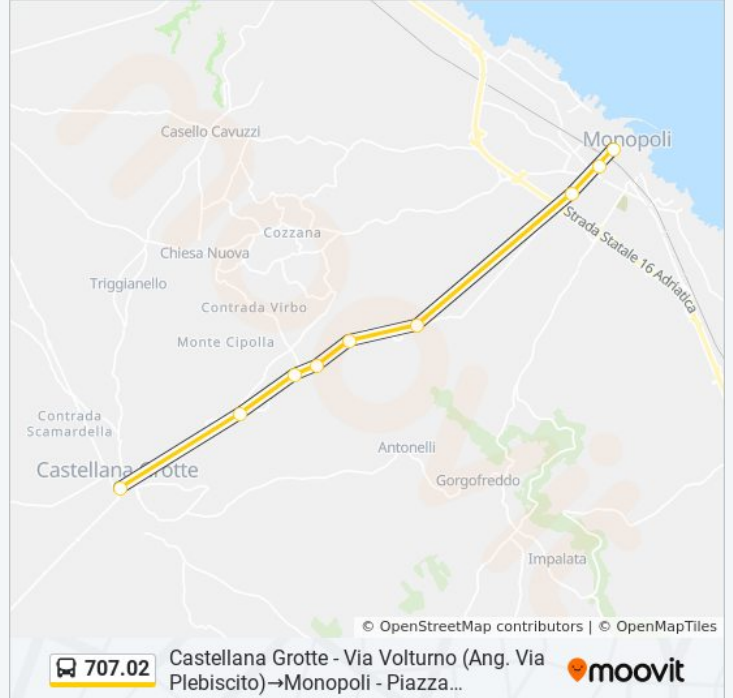 Monopoli
Casello Cavuzzi
Cozzana
Strada Statale 16 Adriatica
Chiesa Nuova
Triggianello
Contrada Virbo
Monte Cipolla
Contrada
Scamardella
Antonelli
Castellana Grotte
Gorgofreddo
Impalata
© OpenStreetMap contributors | © OpenMapTiles
707.02
Castellana Grotte - Via Volturno (Ang. Via
Plebiscito)→Monopoli - Piazza…
moovit